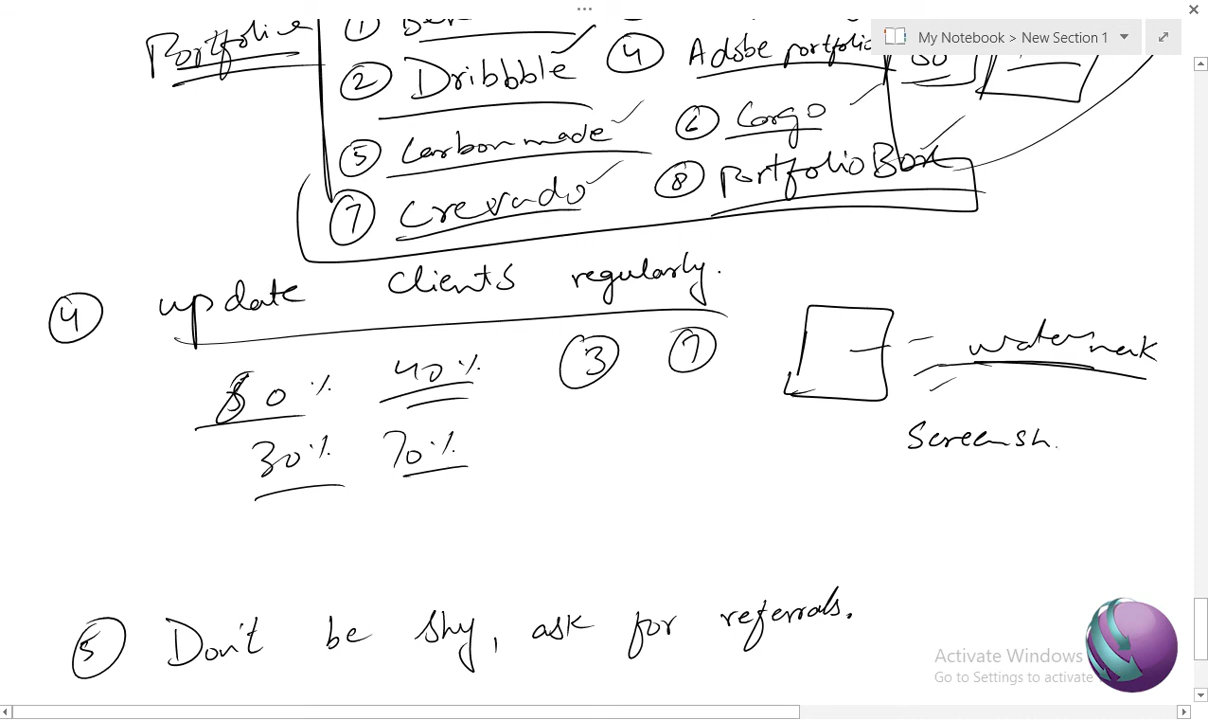 My Notebook > New Section 1
Portfolio
①
② Dribbble
④ Adobe portfolio
⑤ Carbonmade
⑥ Cargo
⑦ Crevado
⑧ PortfolioBox
④ update clients regularly.
③ ⑦
80% 40%
30% 70%
watermark
Screensh.
⑤ Don't be shy, ask for referrals.
Activate Windows
Go to Settings to activate